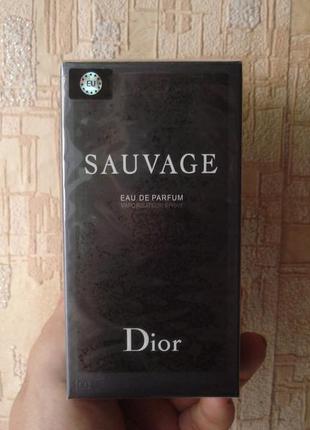 EU
SAUVAGE
EAU DE PARFUM
VAPORISATEUR SPRAY
Dior